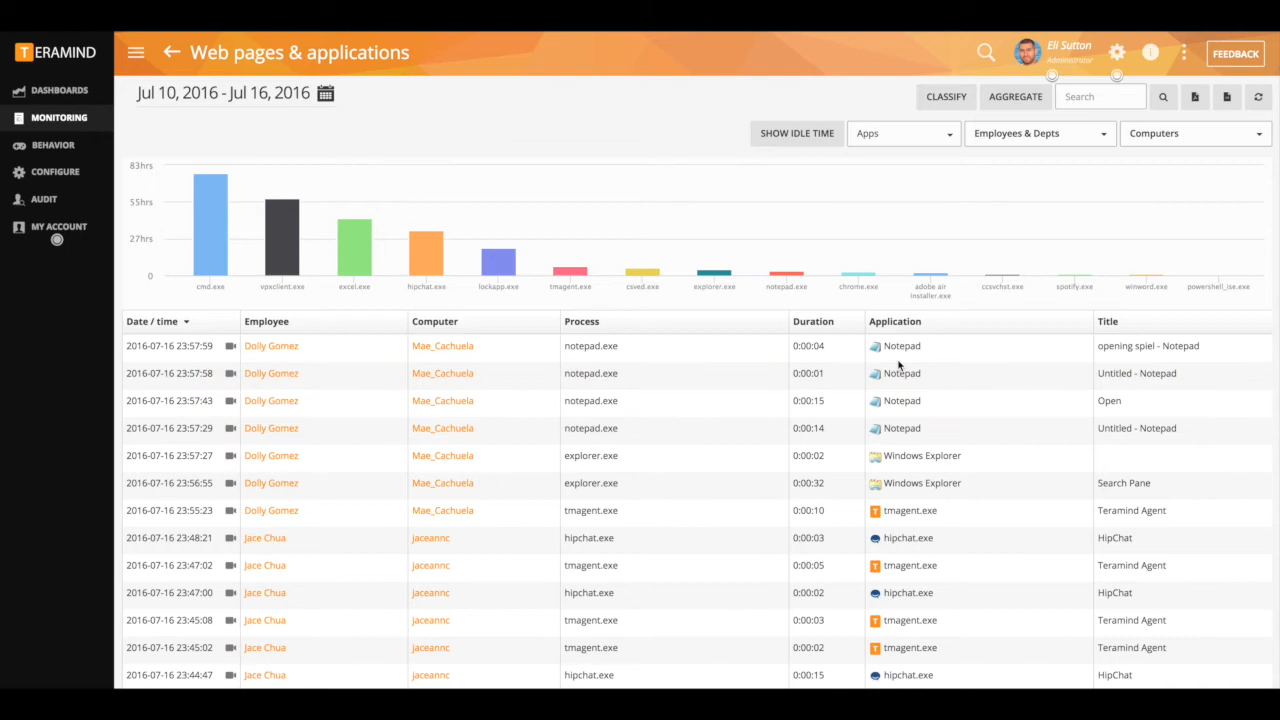 TERAMIND
Web pages & applications
Eli Sutton
Administrator
FEEDBACK
DASHBOARDS
MONITORING
BEHAVIOR
CONFIGURE
AUDIT
MY ACCOUNT
Jul 10, 2016 - Jul 16, 2016
CLASSIFY AGGREGATE Search
SHOW IDLE TIME Apps Employees & Depts Computers
83hrs
55hrs
27hrs
0
cmd.exe vpxclient.exe excel.exe hipchat.exe lockapp.exe tmagent.exe csved.exe explorer.exe notepad.exe chrome.exe adobe air installer.exe ccsvchst.exe spotify.exe winword.exe powershell_ise.exe
Date / time Employee Computer Process Duration Application Title
2016-07-16 23:57:59 Dolly Gomez Mae_Cachuela notepad.exe 0:00:04 Notepad opening spiel - Notepad
2016-07-16 23:57:58 Dolly Gomez Mae_Cachuela notepad.exe 0:00:01 Notepad Untitled - Notepad
2016-07-16 23:57:43 Dolly Gomez Mae_Cachuela notepad.exe 0:00:15 Notepad Open
2016-07-16 23:57:29 Dolly Gomez Mae_Cachuela notepad.exe 0:00:14 Notepad Untitled - Notepad
2016-07-16 23:57:27 Dolly Gomez Mae_Cachuela explorer.exe 0:00:02 Windows Explorer
2016-07-16 23:56:55 Dolly Gomez Mae_Cachuela explorer.exe 0:00:32 Windows Explorer Search Pane
2016-07-16 23:55:23 Dolly Gomez Mae_Cachuela tmagent.exe 0:00:10 tmagent.exe Teramind Agent
2016-07-16 23:48:21 Jace Chua jaceannc hipchat.exe 0:00:03 hipchat.exe HipChat
2016-07-16 23:47:02 Jace Chua jaceannc tmagent.exe 0:00:05 tmagent.exe Teramind Agent
2016-07-16 23:47:00 Jace Chua jaceannc hipchat.exe 0:00:02 hipchat.exe HipChat
2016-07-16 23:45:08 Jace Chua jaceannc tmagent.exe 0:00:03 tmagent.exe Teramind Agent
2016-07-16 23:45:02 Jace Chua jaceannc tmagent.exe 0:00:02 tmagent.exe Teramind Agent
2016-07-16 23:44:47 Jace Chua jaceannc hipchat.exe 0:00:15 hipchat.exe HipChat